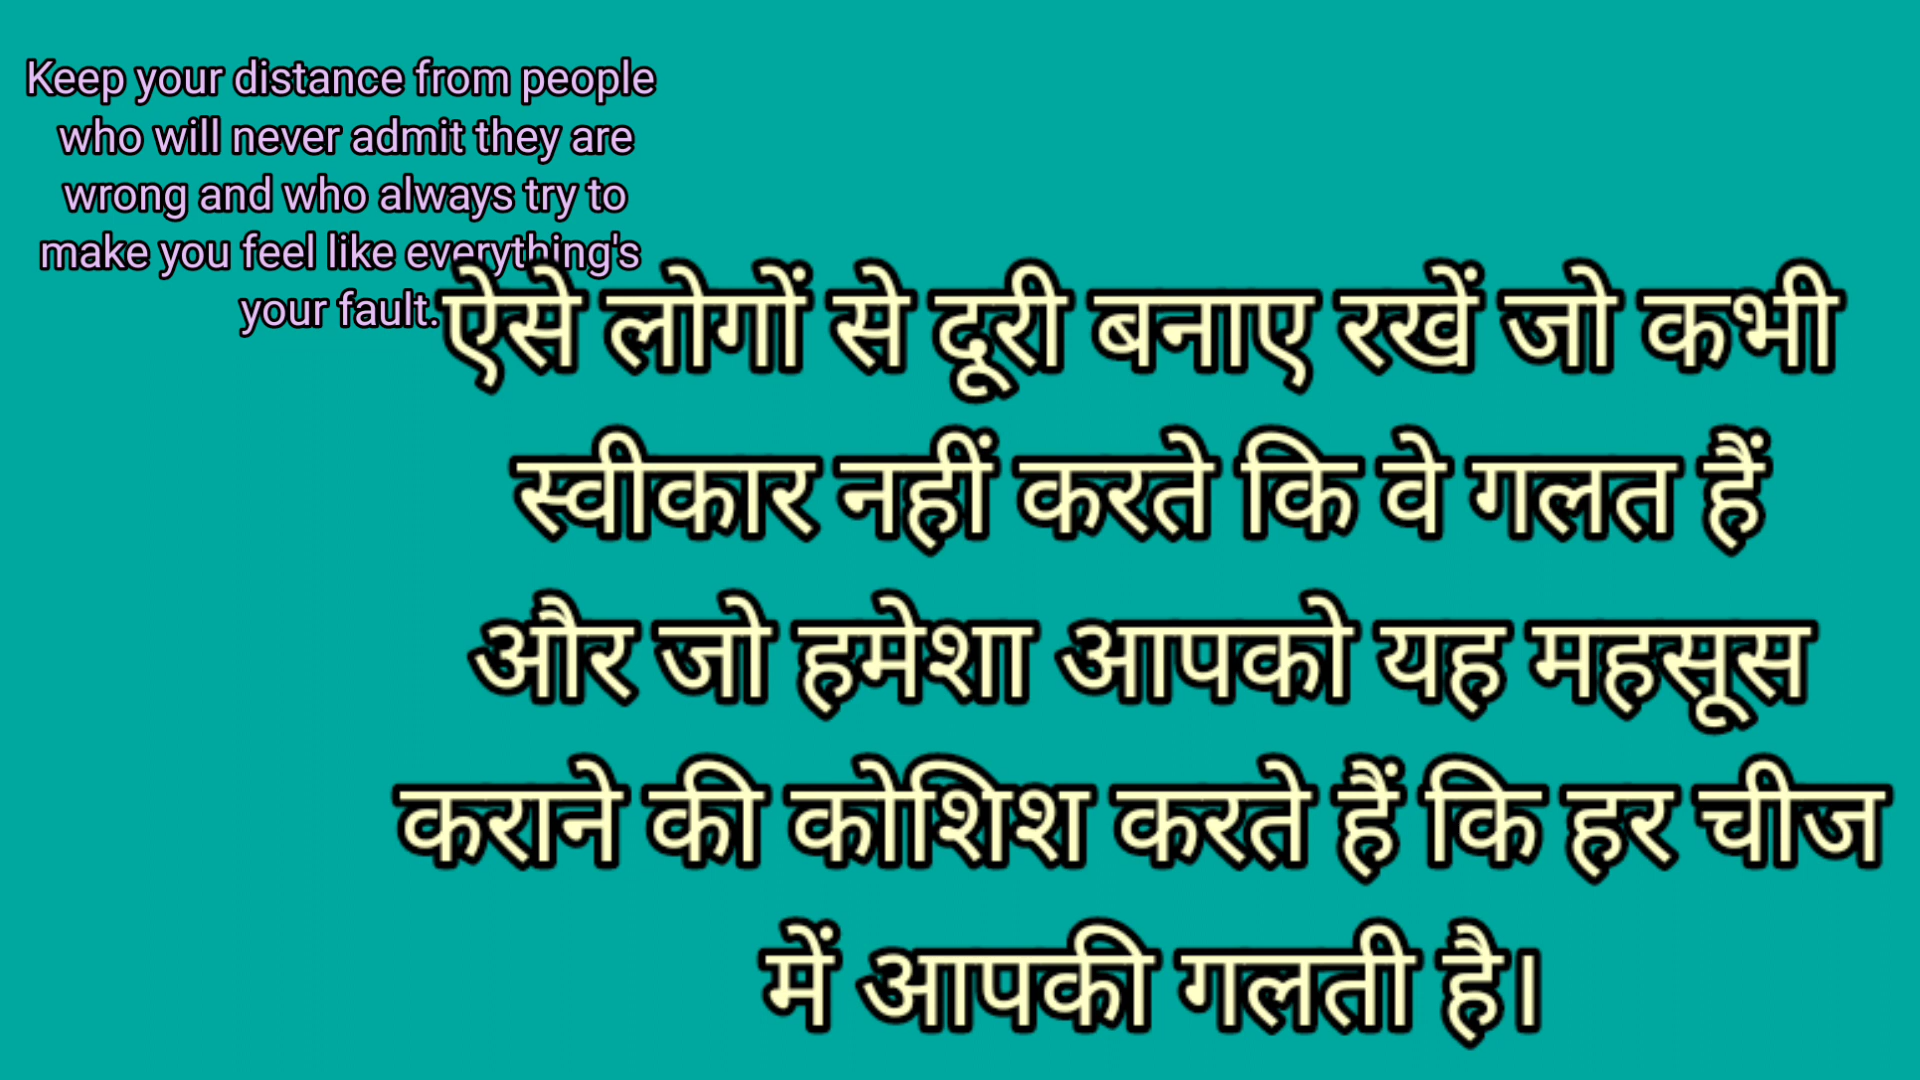 Keep your distance from people
who will never admit they are
wrong and who always try to
make you feel like everything's
your fault.
ऐसे लोगों से दूरी बनाए रखें जो कभी
स्वीकार नहीं करते कि वे गलत हैं
और जो हमेशा आपको यह महसूस
कराने की कोशिश करते हैं कि हर चीज
में आपकी गलती है।